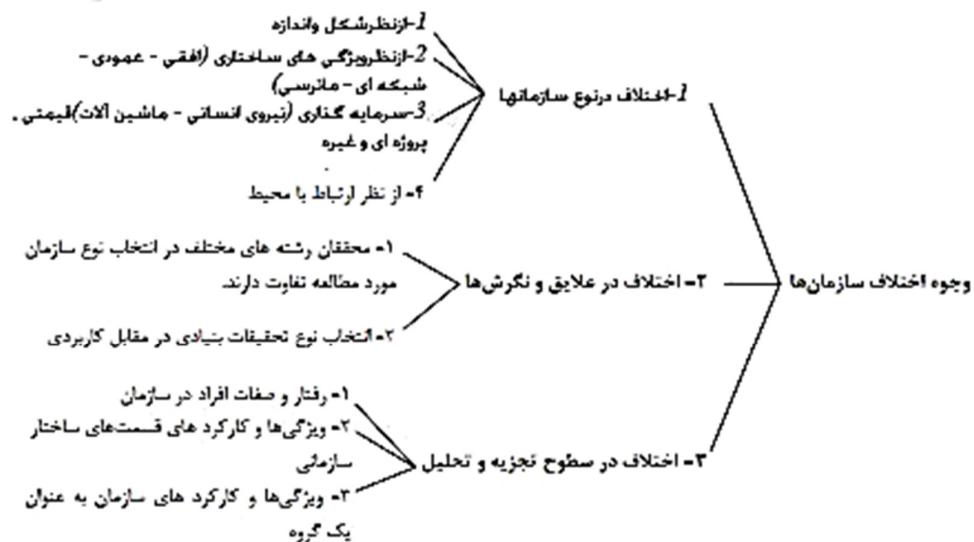 وجوه اختلاف سازمان‌ها
1-اختلاف درنوع سازمانها
1-ازنظرشکل واندازه
2-ازنظرویژگی های ساختاری (افقی - عمودی -
شبکه ای - ماترسی)
3-سرمایه گذاری (نیروی انسانی - ماشین آلات)قیمتی .
پروژه ای و غیره
۴- از نظر ارتباط با محیط
۲- اختلاف در علایق و نگرش‌ها
۱- محققان رشته های مختلف در انتخاب نوع سازمان
مورد مطالعه تفاوت دارند.
۲- انتخاب نوع تحقیقات بنیادی در مقابل کاربردی
۳- اختلاف در سطوح تجزیه و تحلیل
۱- رفتار و صفات افراد در سازمان
۲- ویژگی‌ها و کارکرد های قسمت‌های ساختار
سازمانی
۳- ویژگی‌ها و کارکرد های سازمان به عنوان
یک گروه